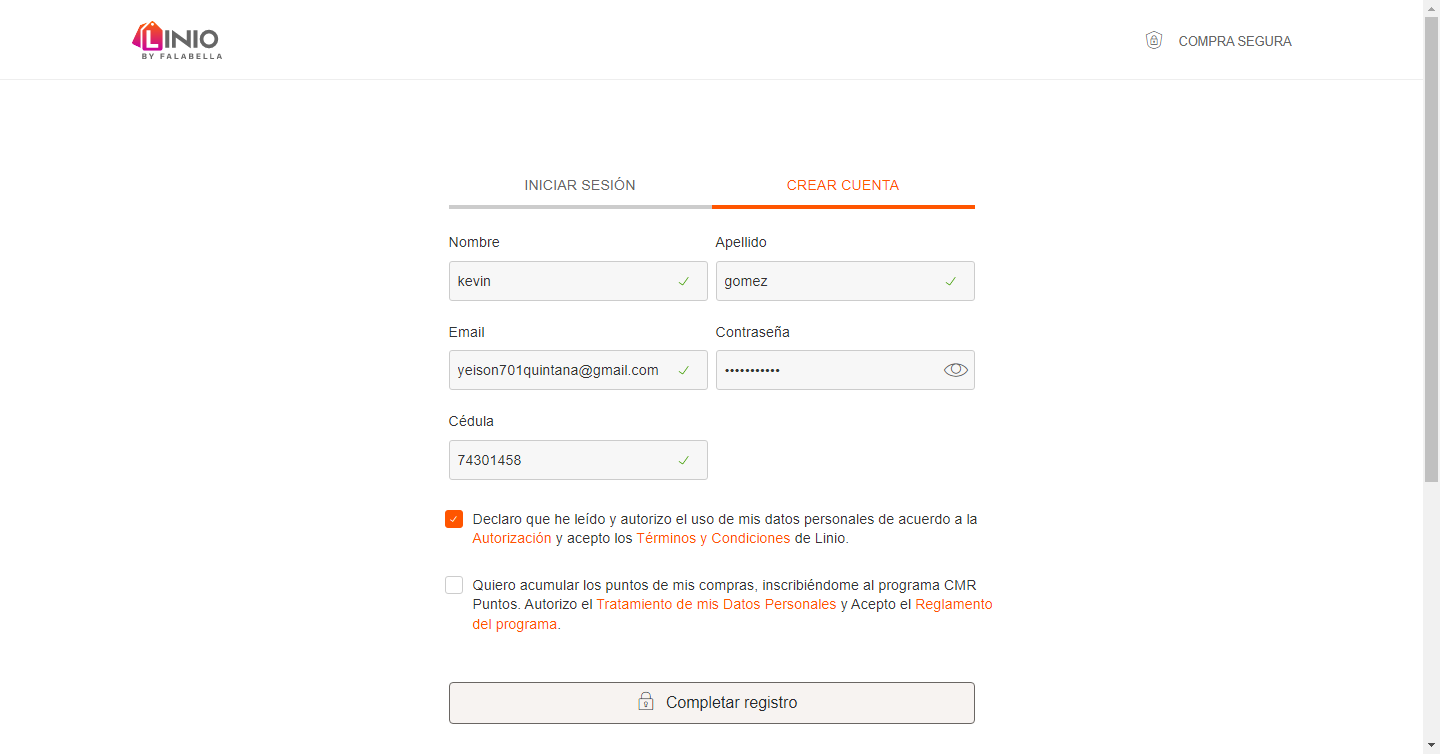 LINIO
BY FALABELLA
COMPRA SEGURA
INICIAR SESIÓN
CREAR CUENTA
Nombre
Apellido
kevin
gomez
Email
Contraseña
yeison701quintana@gmail.com
•••••••••••
Cédula
74301458
Declaro que he leído y autorizo el uso de mis datos personales de acuerdo a la
Autorización y acepto los Términos y Condiciones de Linio.
Quiero acumular los puntos de mis compras, inscribiéndome al programa CMR
Puntos. Autorizo el Tratamiento de mis Datos Personales y Acepto el Reglamento
del programa.
Completar registro